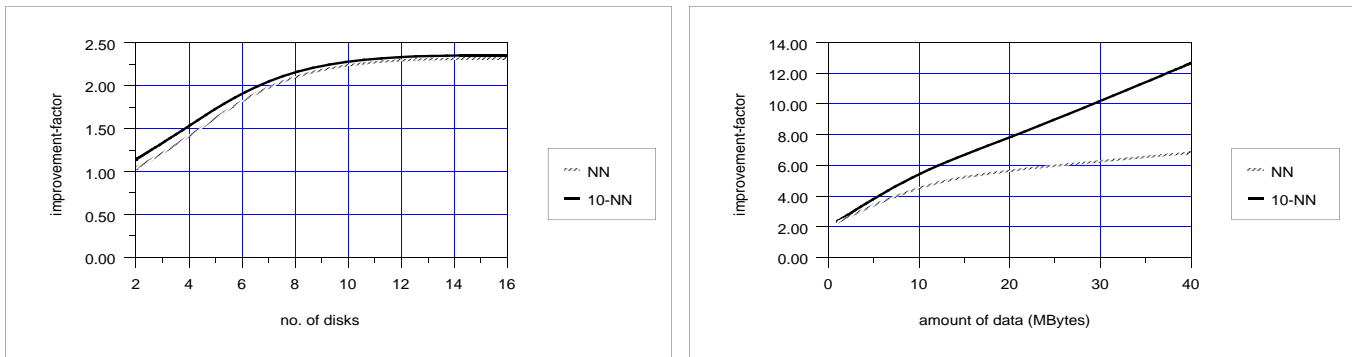 2.50
2.00
1.50
1.00
0.50
0.00
improvement-factor
2 4 6 8 10 12 14 16
no. of disks
NN
10-NN
14.00
12.00
10.00
8.00
6.00
4.00
2.00
0.00
improvement-factor
0 10 20 30 40
amount of data (MBytes)
NN
10-NN